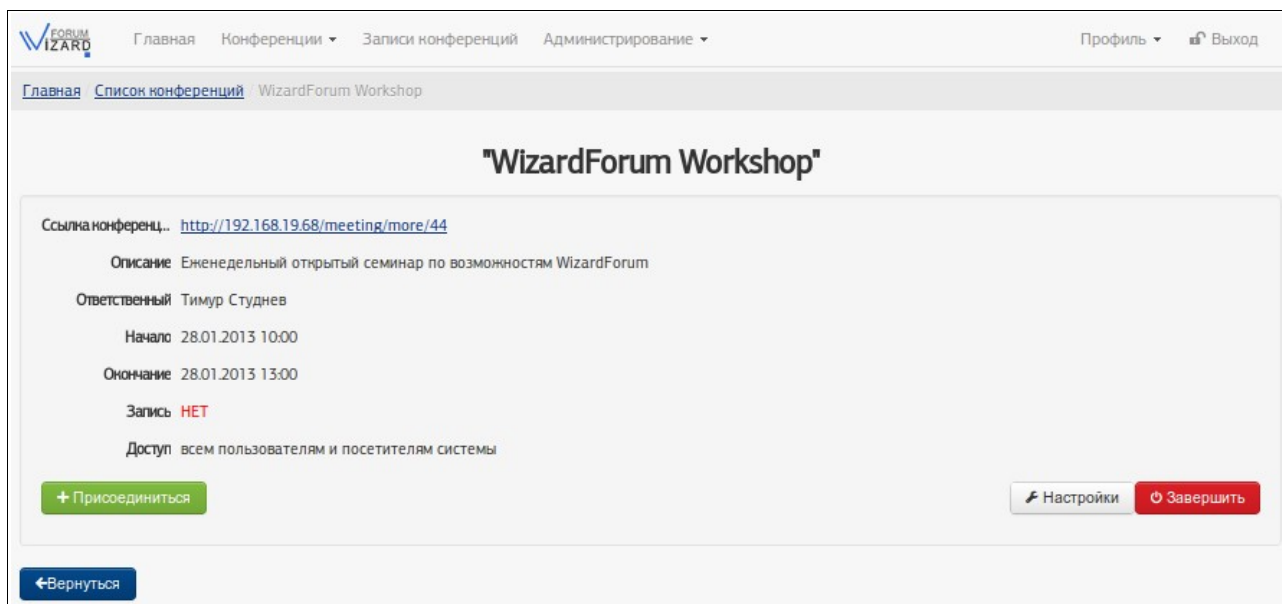 FORUM
WIZARD Главная Конференции Записи конференций Администрирование Профиль Выход
Главная / Список конференций / WizardForum Workshop
"WizardForum Workshop"
Ссылка конференц... http://192.168.19.68/meeting/more/44
Описание Еженедельный открытый семинар по возможностям WizardForum
Ответственный Тимур Студнев
Начало 28.01.2013 10:00
Окончание 28.01.2013 13:00
Запись НЕТ
Доступ всем пользователям и посетителям системы
+ Присоединиться Настройки Завершить
Вернуться